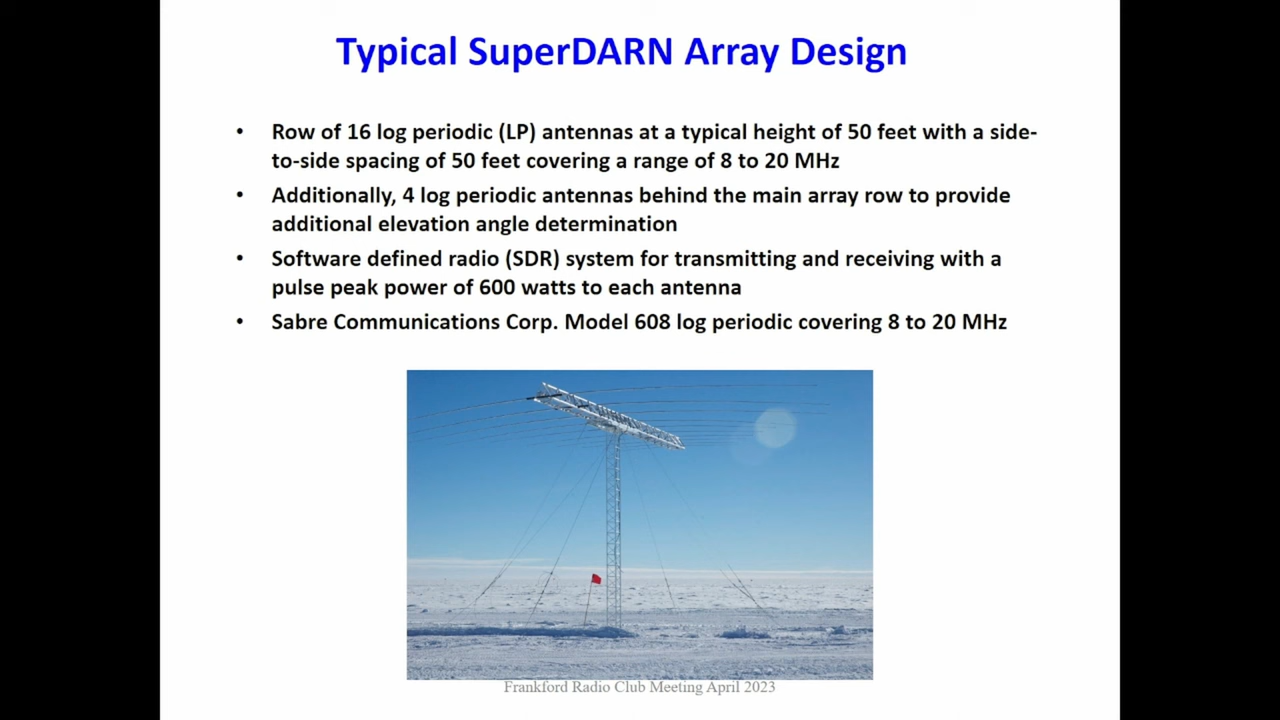 Typical SuperDARN Array Design
• Row of 16 log periodic (LP) antennas at a typical height of 50 feet with a side-
to-side spacing of 50 feet covering a range of 8 to 20 MHz
• Additionally, 4 log periodic antennas behind the main array row to provide
additional elevation angle determination
• Software defined radio (SDR) system for transmitting and receiving with a
pulse peak power of 600 watts to each antenna
• Sabre Communications Corp. Model 608 log periodic covering 8 to 20 MHz
Frankford Radio Club Meeting April 2023